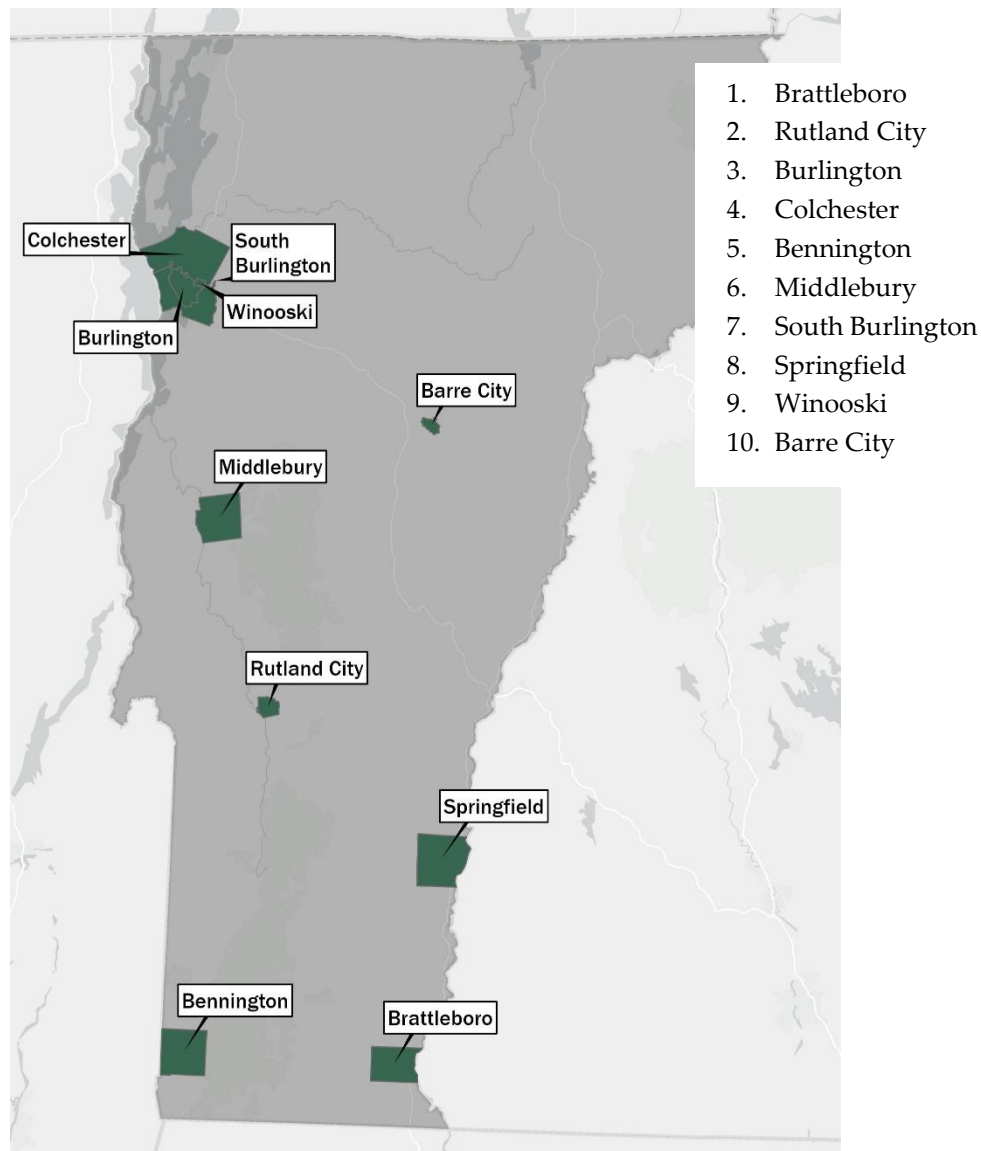 1. Brattleboro
2. Rutland City
3. Burlington
4. Colchester
5. Bennington
6. Middlebury
7. South Burlington
8. Springfield
9. Winooski
10. Barre City
Colchester
South
Burlington
Winooski
Burlington
Barre City
Middlebury
Rutland City
Springfield
Bennington
Brattleboro